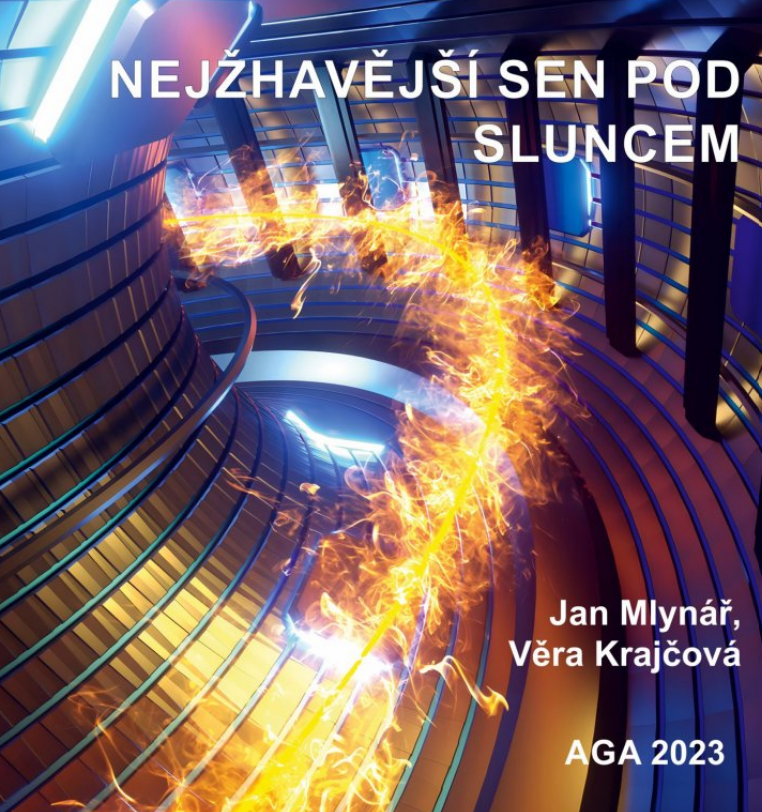 NEJŽHAVĚJŠÍ SEN POD
SLUNCEM
Jan Mlynář,
Věra Krajčová
AGA 2023